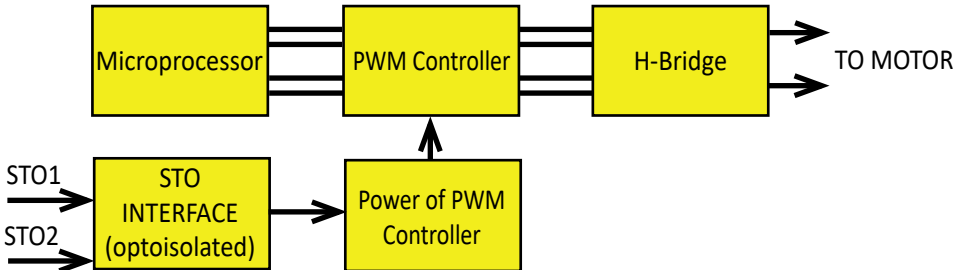 Microprocessor
PWM Controller
H-Bridge
TO MOTOR
STO1
STO2
STO
INTERFACE
(optoisolated)
Power of PWM
Controller